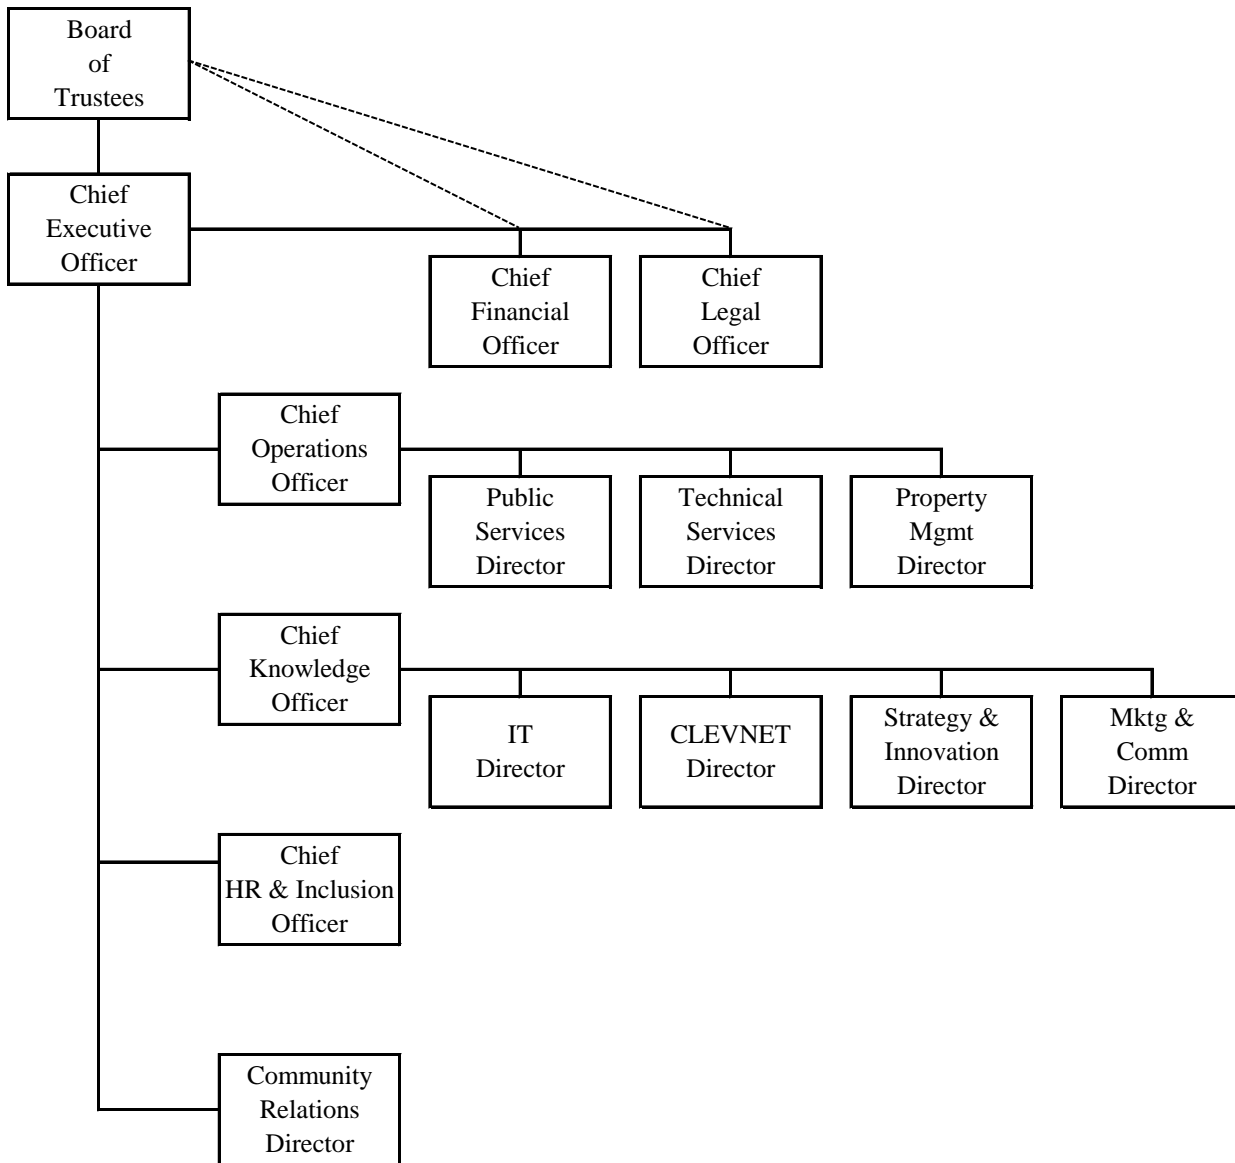 Board
of
Trustees
Chief
Executive
Officer
Chief
Financial
Officer
Chief
Legal
Officer
Chief
Operations
Officer
Public
Services
Director
Technical
Services
Director
Property
Mgmt
Director
Chief
Knowledge
Officer
IT
Director
CLEVNET
Director
Strategy &
Innovation
Director
Mktg &
Comm
Director
Chief
HR & Inclusion
Officer
Community
Relations
Director